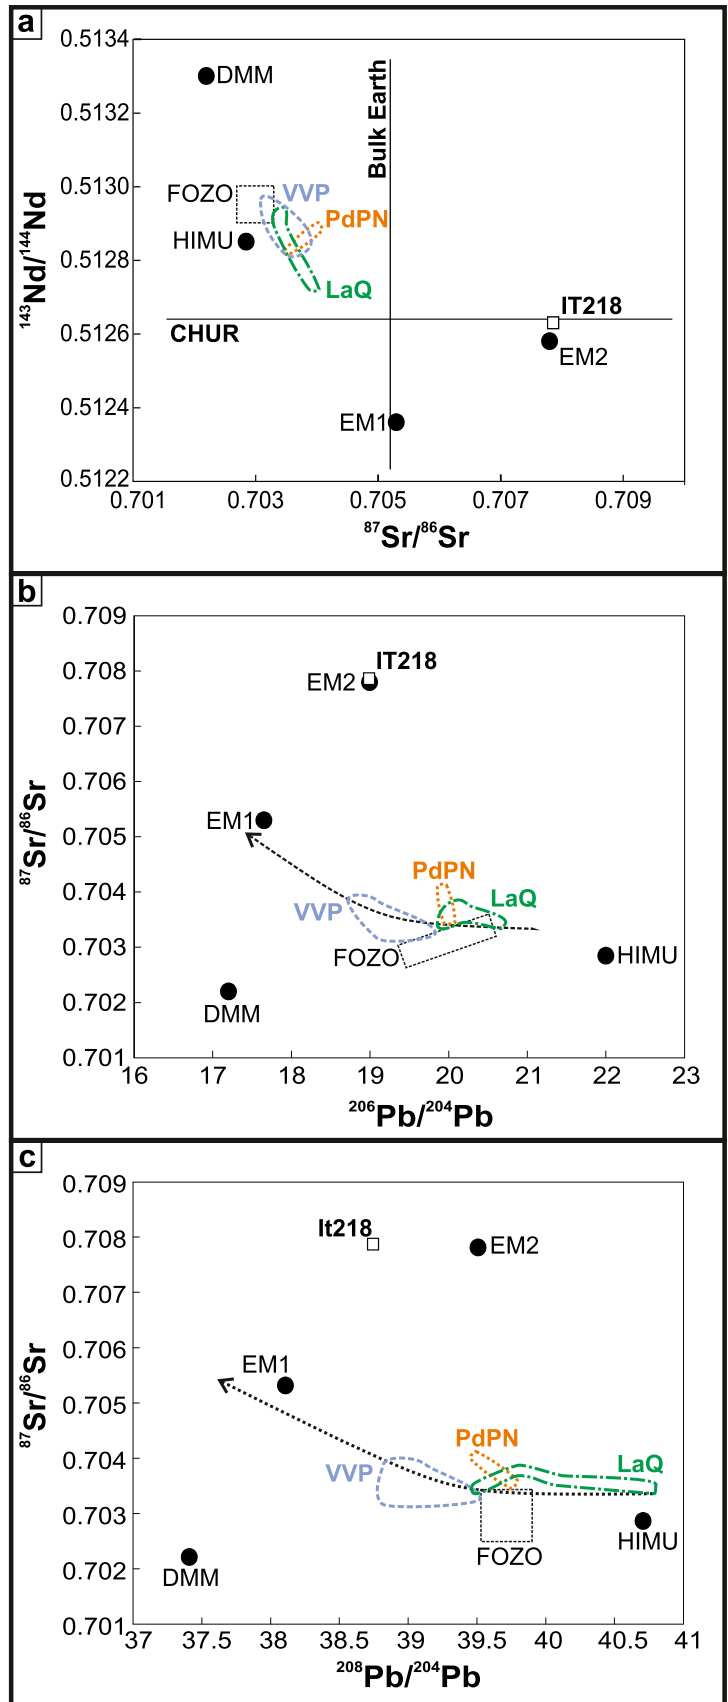 a
0.5134
0.5132
0.5130
0.5128
0.5126
0.5124
0.5122
¹⁴³Nd/¹⁴⁴Nd
DMM
Bulk Earth
FOZO
VVP
PdPN
HIMU
LaQ
IT218
CHUR
EM2
EM1
0.701 0.703 0.705 0.707 0.709
⁸⁷Sr/⁸⁶Sr
b
0.709
0.708
0.707
0.706
0.705
0.704
0.703
0.702
0.701
⁸⁷Sr/⁸⁶Sr
IT218
EM2
EM1
PdPN
LaQ
VVP
FOZO
HIMU
DMM
16 17 18 19 20 21 22 23
²⁰⁶Pb/²⁰⁴Pb
c
0.709
0.708
0.707
0.706
0.705
0.704
0.703
0.702
0.701
⁸⁷Sr/⁸⁶Sr
It218
EM2
EM1
PdPN
VVP
LaQ
HIMU
FOZO
DMM
37 37.5 38 38.5 39 39.5 40 40.5 41
²⁰⁸Pb/²⁰⁴Pb